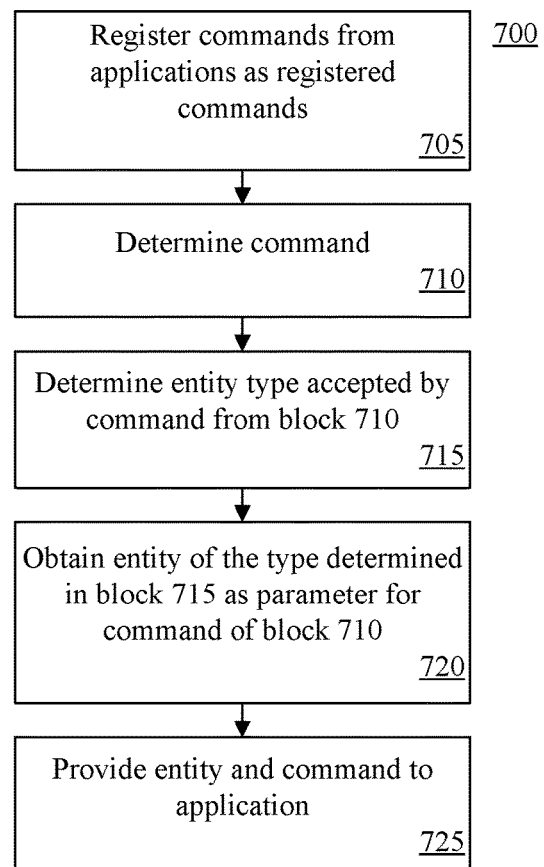 Register commands from
applications as registered
commands
705
700
Determine command
710
Determine entity type accepted by
command from block 710
715
Obtain entity of the type determined
in block 715 as parameter for
command of block 710
720
Provide entity and command to
application
725